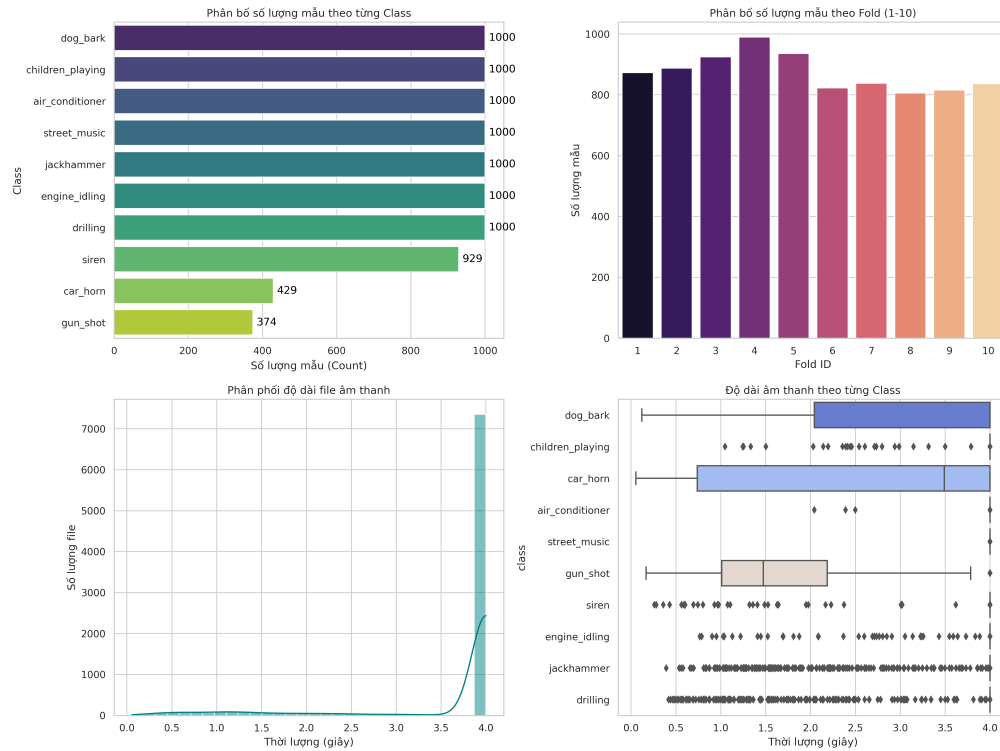 Phân bố số lượng mẫu theo từng Class
dog_bark
children_playing
air_conditioner
street_music
jackhammer
engine_idling
drilling
siren
car_horn
gun_shot
1000
1000
1000
1000
1000
1000
1000
929
429
374
Class
0 200 400 600 800 1000
Số lượng mẫu (Count)
Phân bố số lượng mẫu theo Fold (1-10)
1000
800
600
400
200
0
Số lượng mẫu
1 2 3 4 5 6 7 8 9 10
Fold ID
Phân phối độ dài file âm thanh
7000
6000
5000
4000
3000
2000
1000
0
Số lượng file
0.0 0.5 1.0 1.5 2.0 2.5 3.0 3.5 4.0
Thời lượng (giây)
Độ dài âm thanh theo từng Class
dog_bark
children_playing
car_horn
air_conditioner
street_music
gun_shot
siren
engine_idling
jackhammer
drilling
class
0.0 0.5 1.0 1.5 2.0 2.5 3.0 3.5 4.0
Thời lượng (giây)